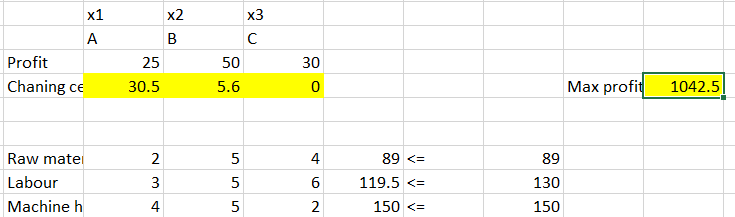 x1 x2 x3
A B C
Profit 25 50 30
Chaning ce 30.5 5.6 0 Max profit 1042.5
Raw mate 2 5 4 89 <= 89
Labour 3 5 6 119.5 <= 130
Machine h 4 5 2 150 <= 150